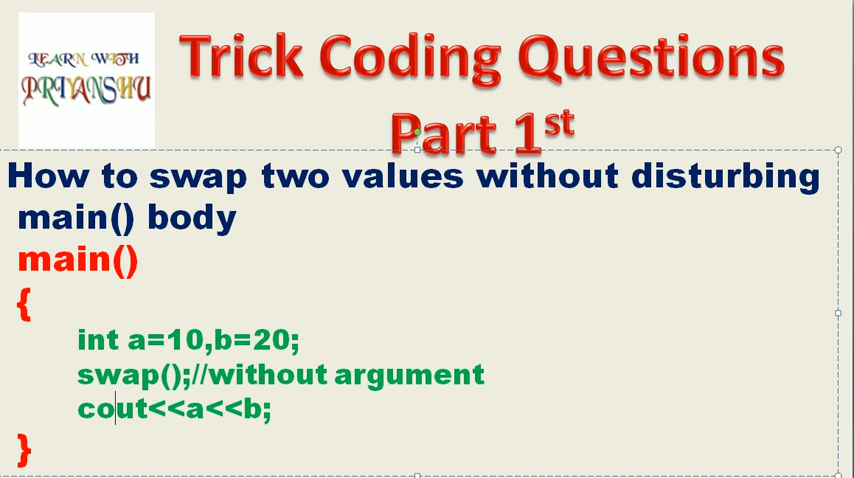 LEARN WITH
PRIYANSHU
Trick Coding Questions
Part 1st
How to swap two values without disturbing
main() body
main()
{
int a=10,b=20;
swap();//without argument
cout<<a<<b;
}